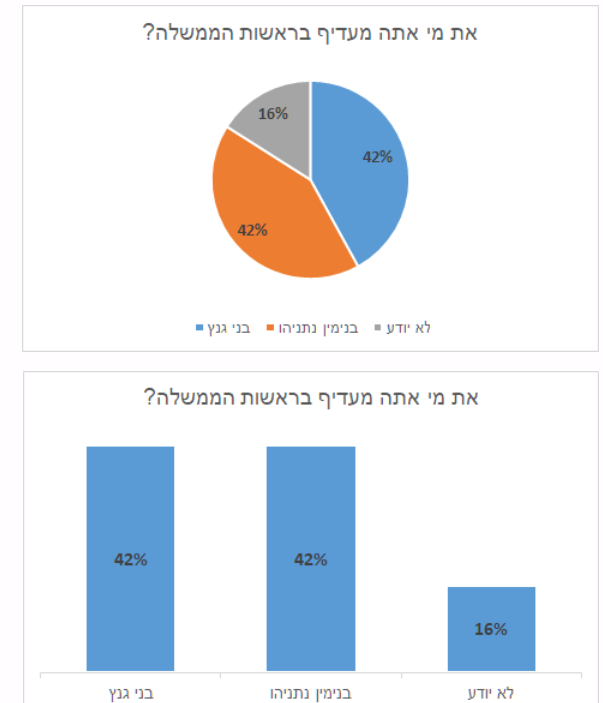 את מי אתה מעדיף בראשות הממשלה?
16%
42%
42%
בני גנץ בנימין נתניהו לא יודע
את מי אתה מעדיף בראשות הממשלה?
42% 42% 16%
בני גנץ בנימין נתניהו לא יודע